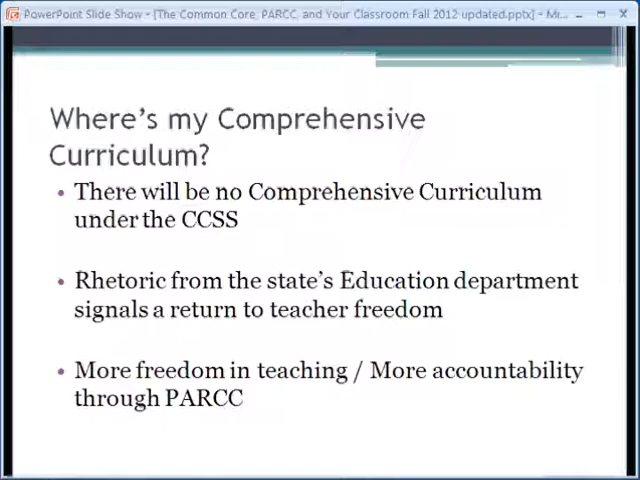 PowerPoint Slide Show - [The Common Core, PARCC, and Your Classroom Fall 2012 updated.pptx] - Mi...
Where's my Comprehensive
Curriculum?
• There will be no Comprehensive Curriculum
under the CCSS
• Rhetoric from the state's Education department
signals a return to teacher freedom
• More freedom in teaching / More accountability
through PARCC